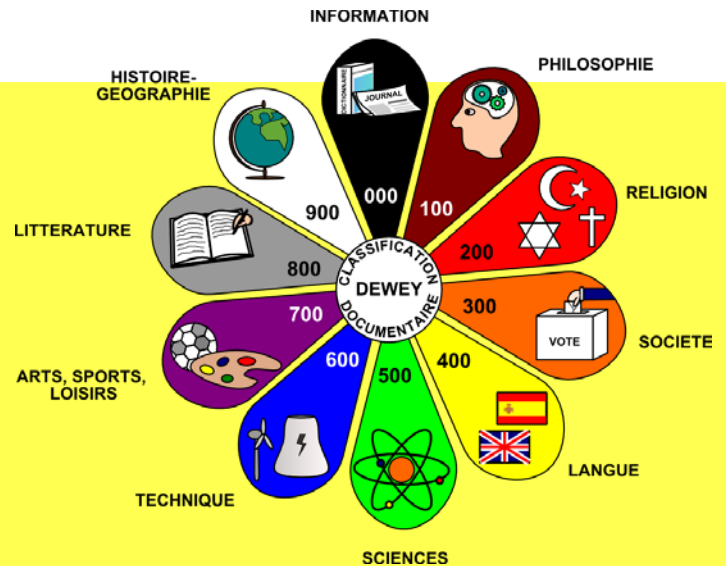 INFORMATION
000
DICTIONNAIRE
JOURNAL
PHILOSOPHIE
100
RELIGION
200
SOCIETE
300
VOTE
LANGUE
400
SCIENCES
500
TECHNIQUE
600
ARTS, SPORTS,
LOISIRS
700
LITTERATURE
800
HISTOIRE-
GEOGRAPHIE
900
CLASSIFICATION
DEWEY
DOCUMENTAIRE